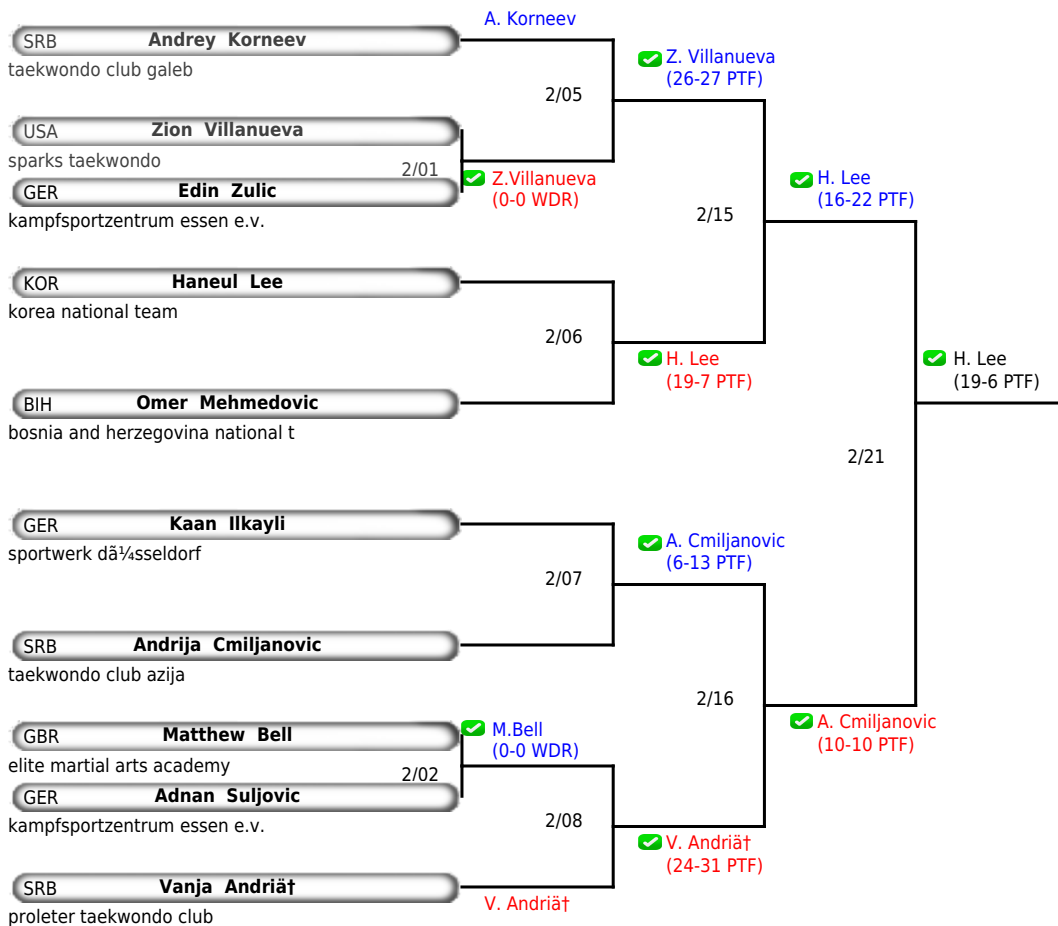 A. Korneev
SRB Andrey Korneev
taekwondo club galeb
Z. Villanueva
(26-27 PTF)
2/05
USA Zion Villanueva
sparks taekwondo
2/01
Z.Villanueva
(0-0 WDR)
GER Edin Zulic
kampfsportzentrum essen e.v.
H. Lee
(16-22 PTF)
2/15
KOR Haneul Lee
korea national team
2/06
H. Lee
(19-7 PTF)
H. Lee
(19-6 PTF)
BIH Omer Mehmedovic
bosnia and herzegovina national t
2/21
GER Kaan Ilkayli
sportwerk dã¼sseldorf
A. Cmiljanovic
(6-13 PTF)
2/07
SRB Andrija Cmiljanovic
taekwondo club azija
2/16
A. Cmiljanovic
(10-10 PTF)
GBR Matthew Bell
elite martial arts academy
M.Bell
(0-0 WDR)
2/02
GER Adnan Suljovic
kampfsportzentrum essen e.v.
2/08
V. Andriä†
(24-31 PTF)
SRB Vanja Andriä†
proleter taekwondo club
V. Andriä†